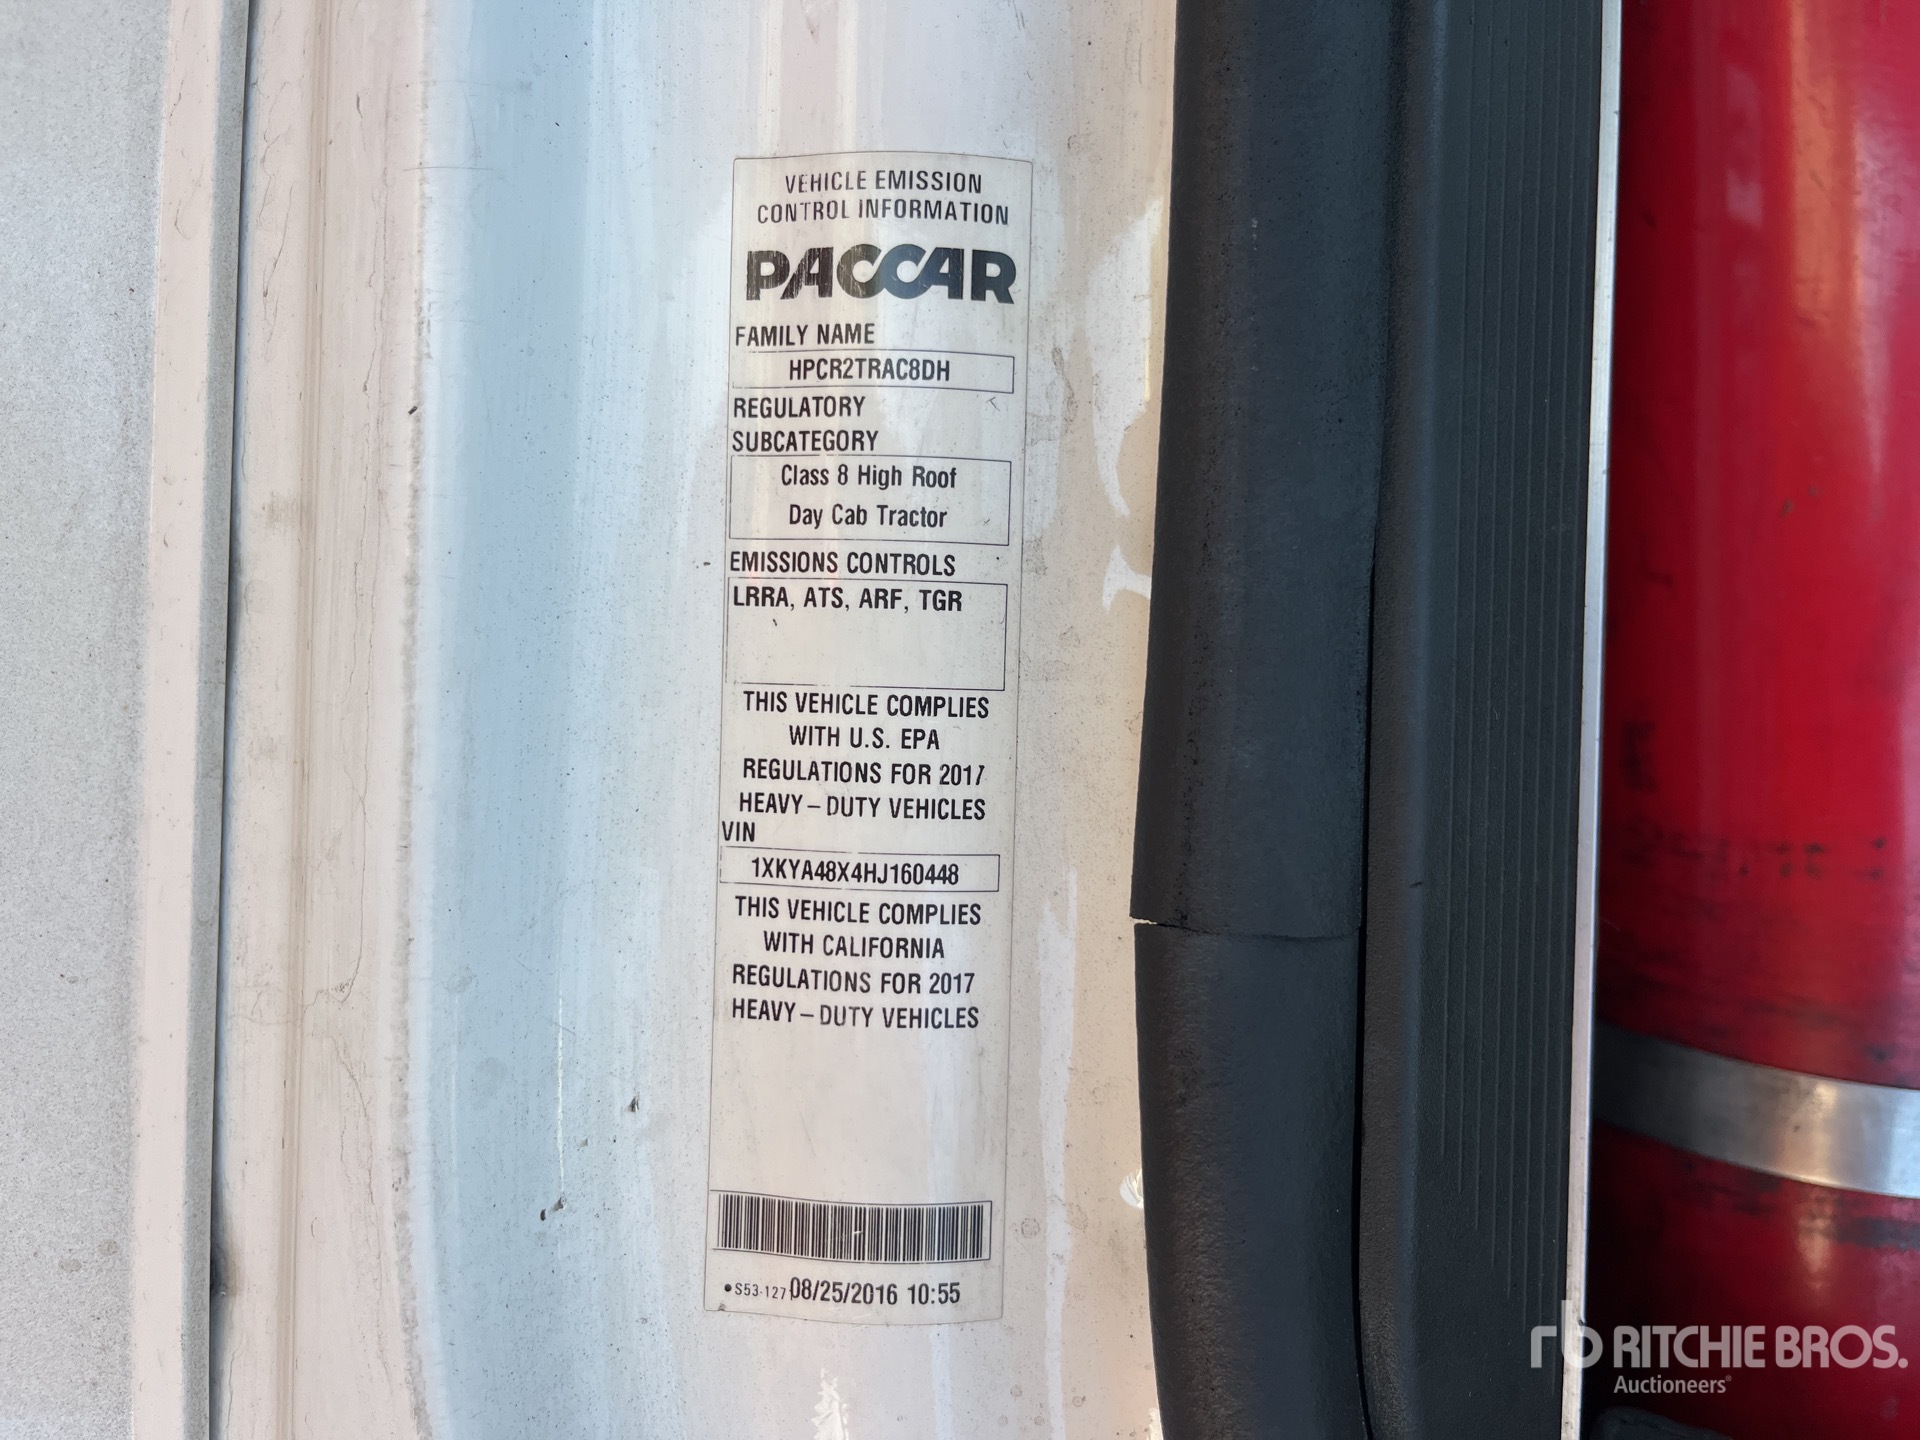 VEHICLE EMISSION
CONTROL INFORMATION
PACCAR
FAMILY NAME
HPCR2TRAC8DH
REGULATORY
SUBCATEGORY
Class 8 High Roof
Day Cab Tractor
EMISSIONS CONTROLS
LRRA, ATS, ARF, TGR
THIS VEHICLE COMPLIES
WITH U.S. EPA
REGULATIONS FOR 2017
HEAVY – DUTY VEHICLES
VIN
1XKYA48X4HJ160448
THIS VEHICLE COMPLIES
WITH CALIFORNIA
REGULATIONS FOR 2017
HEAVY – DUTY VEHICLES
•S53-127 08/25/2016 10:55
rb RITCHIE BROS.
Auctioneers®